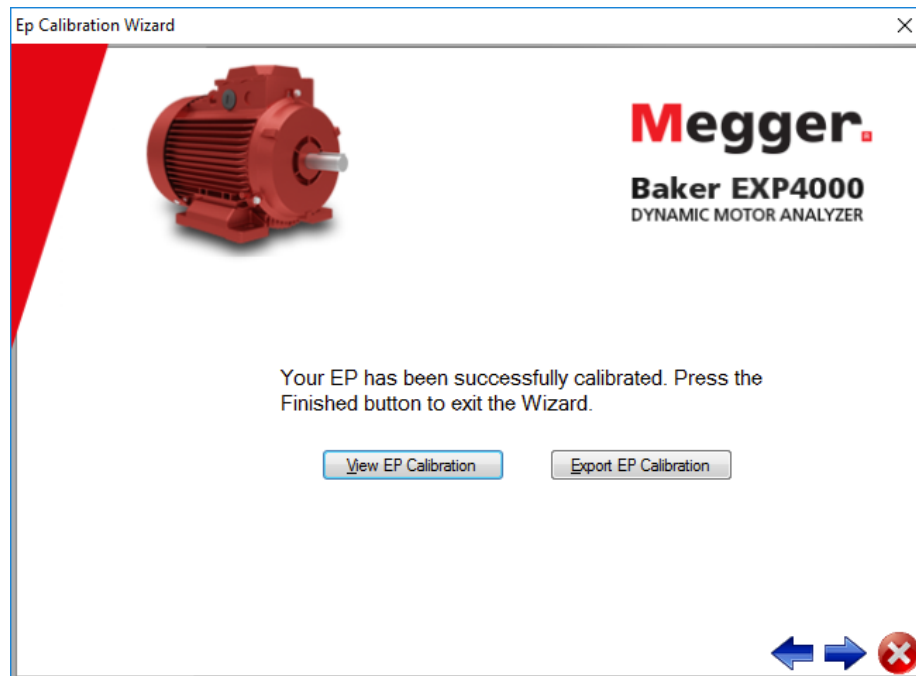 Ep Calibration Wizard
Megger.
Baker EXP4000
DYNAMIC MOTOR ANALYZER
Your EP has been successfully calibrated. Press the
Finished button to exit the Wizard.
View EP Calibration
Export EP Calibration